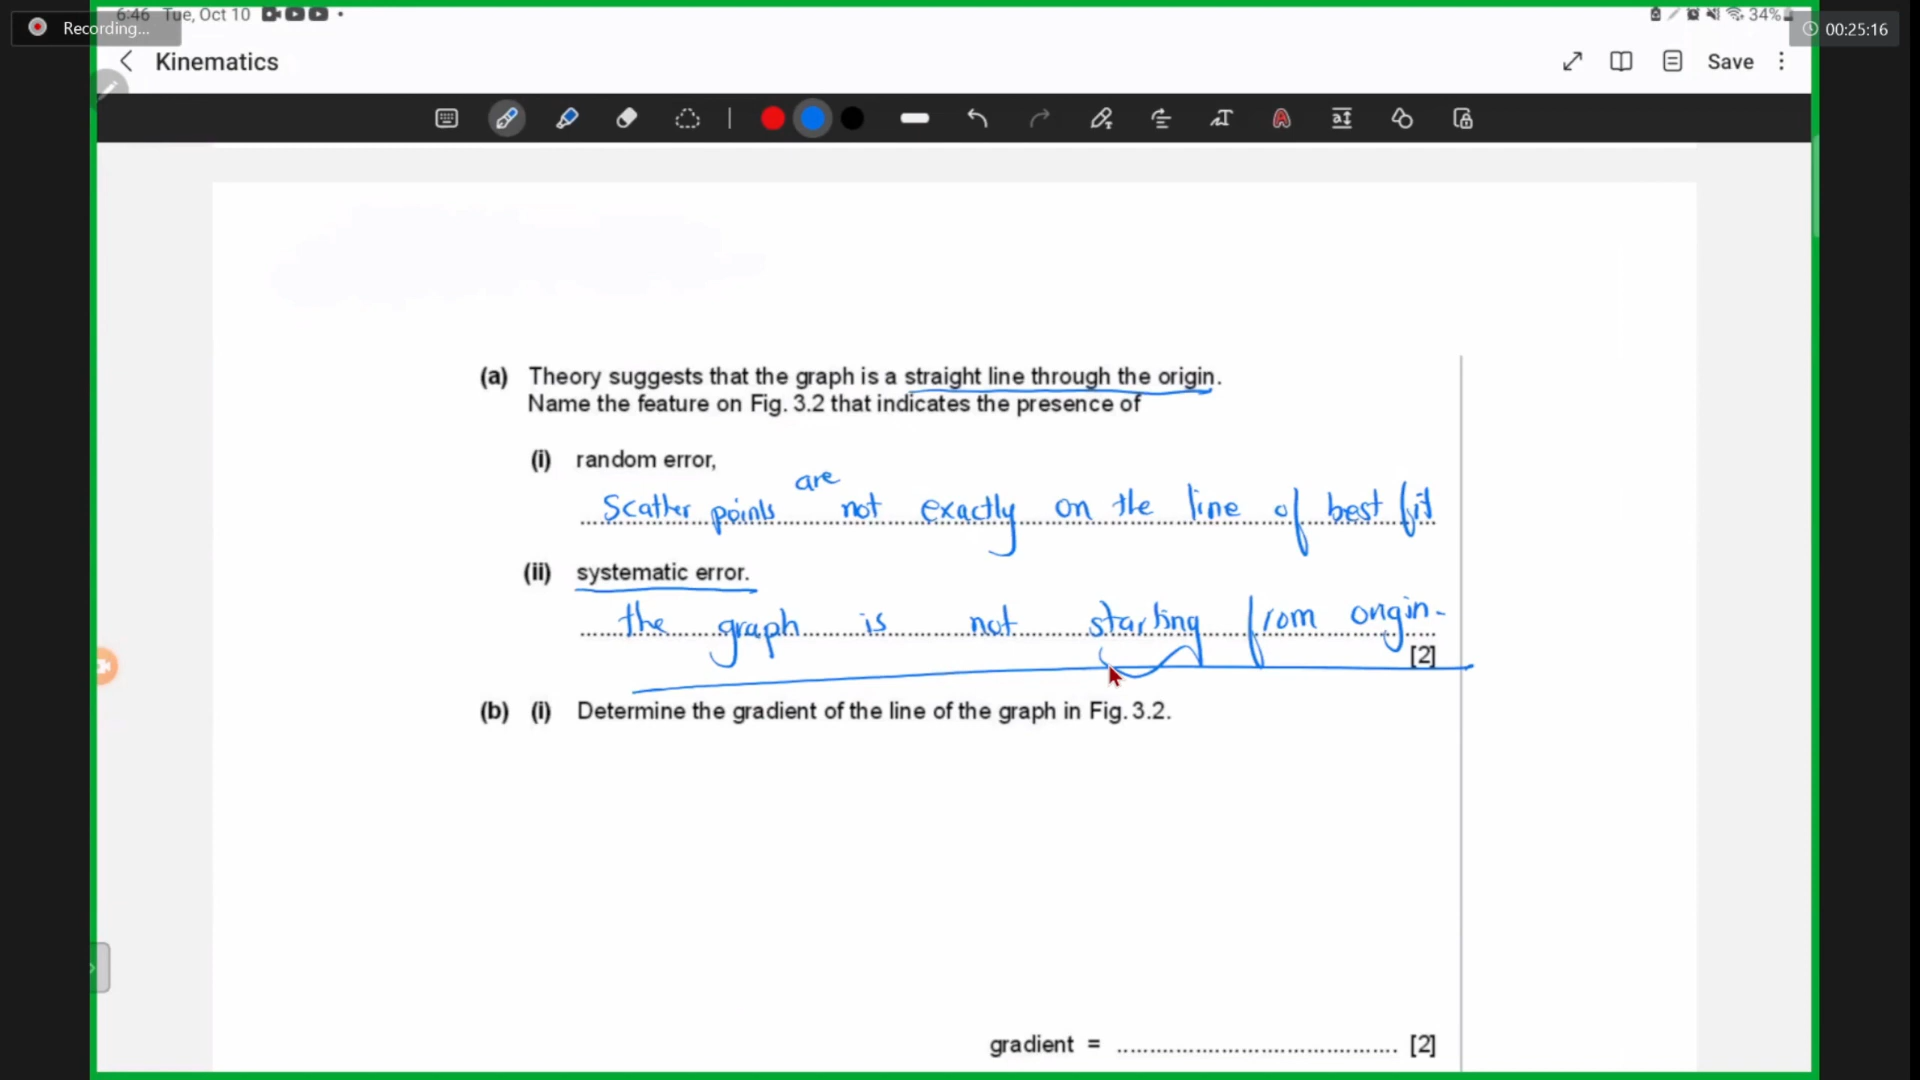 6:46 Tue, Oct 10
34%
Recording...
00:25:16
Kinematics
Save
(a) Theory suggests that the graph is a straight line through the origin.
Name the feature on Fig. 3.2 that indicates the presence of
(i) random error,
are
Scatter points not exactly on the line of best fit
(ii) systematic error.
the graph is not starting from origin.
[2]
(b) (i) Determine the gradient of the line of the graph in Fig. 3.2.
gradient = .......................................... [2]